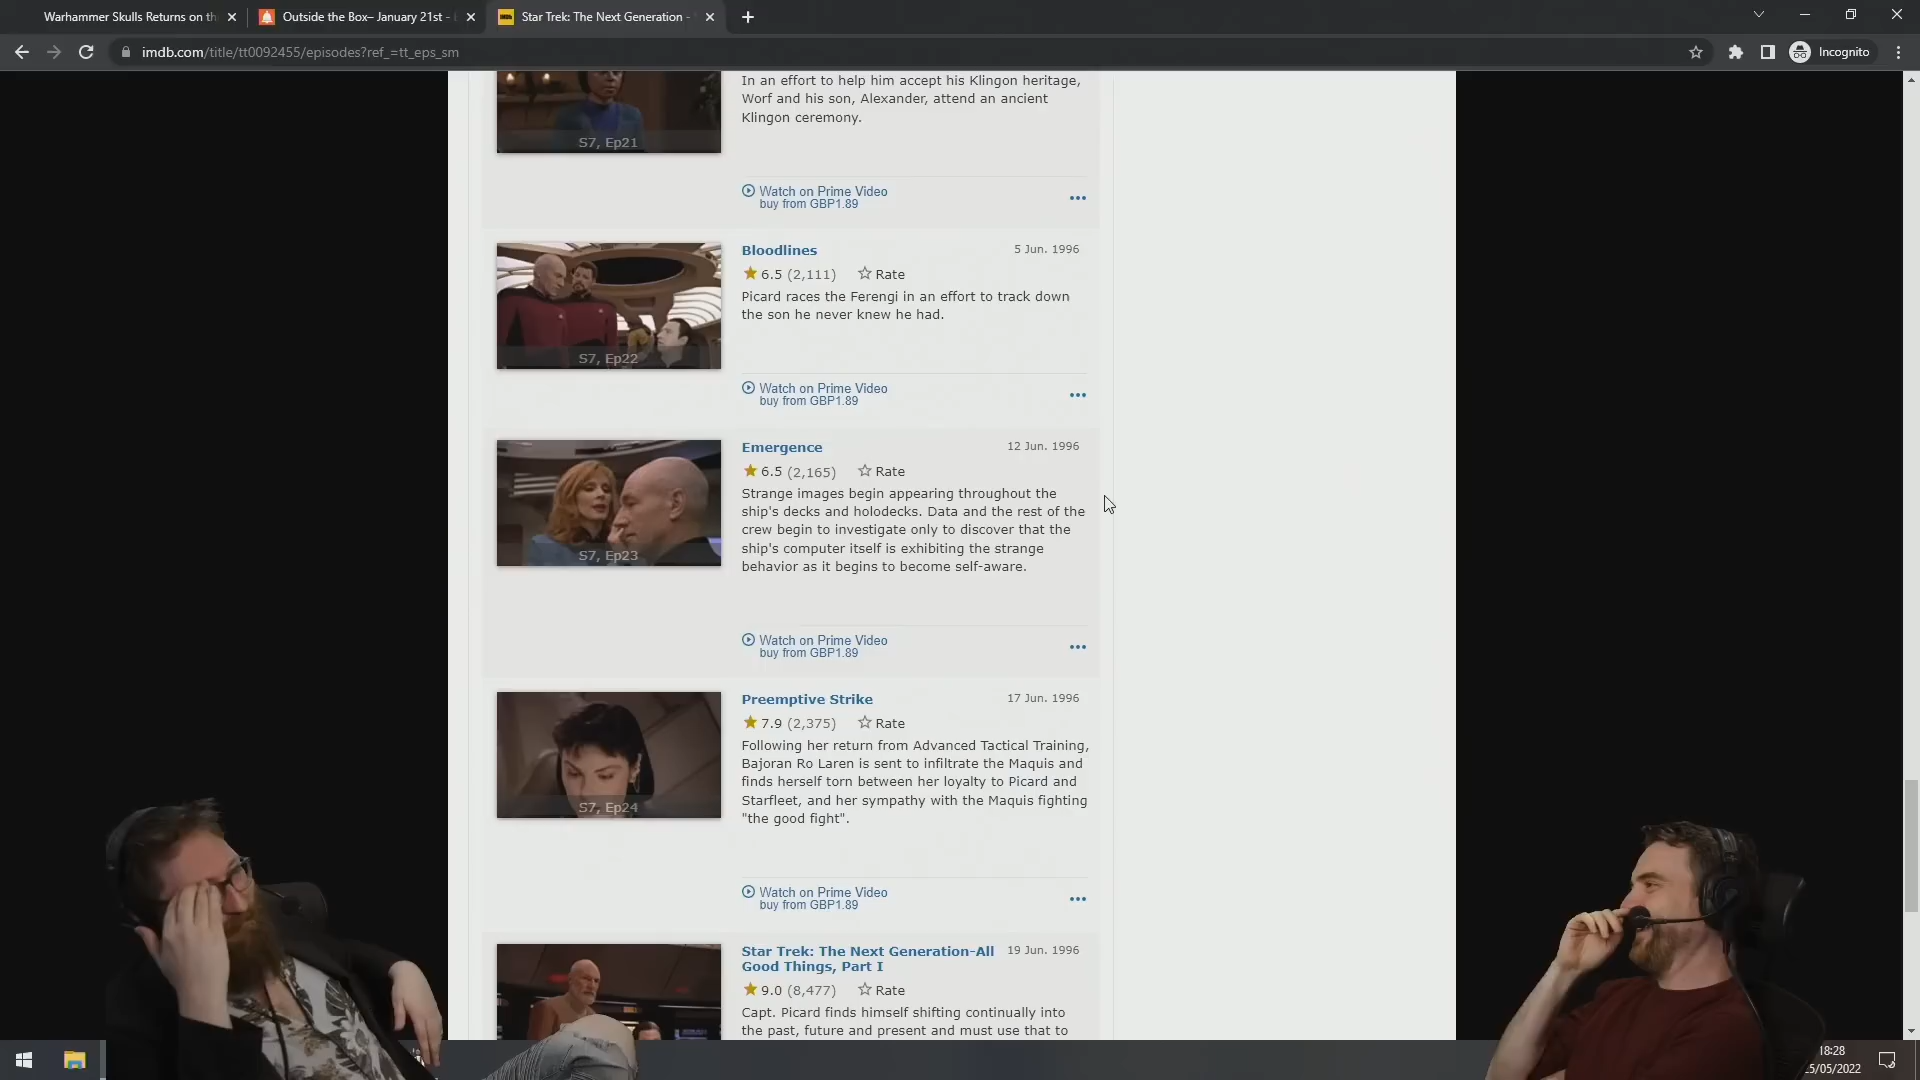 Warhammer Skulls Returns on th
Outside the Box– January 21st -
Star Trek: The Next Generation -
imdb.com/title/tt0092455/episodes?ref_=tt_eps_sm
Incognito
In an effort to help him accept his Klingon heritage,
Worf and his son, Alexander, attend an ancient
Klingon ceremony.
S7, Ep21
Watch on Prime Video
buy from GBP1.89
Bloodlines
5 Jun. 1996
6.5 (2,111) Rate
Picard races the Ferengi in an effort to track down
the son he never knew he had.
S7, Ep22
Watch on Prime Video
buy from GBP1.89
Emergence
12 Jun. 1996
6.5 (2,165) Rate
Strange images begin appearing throughout the
ship's decks and holodecks. Data and the rest of the
crew begin to investigate only to discover that the
ship's computer itself is exhibiting the strange
behavior as it begins to become self-aware.
S7, Ep23
Watch on Prime Video
buy from GBP1.89
Preemptive Strike
17 Jun. 1996
7.9 (2,375) Rate
Following her return from Advanced Tactical Training,
Bajoran Ro Laren is sent to infiltrate the Maquis and
finds herself torn between her loyalty to Picard and
Starfleet, and her sympathy with the Maquis fighting
"the good fight".
S7, Ep24
Watch on Prime Video
buy from GBP1.89
Star Trek: The Next Generation-All
Good Things, Part I
19 Jun. 1996
9.0 (8,477) Rate
Capt. Picard finds himself shifting continually into
the past, future and present and must use that to
18:28
5/05/2022